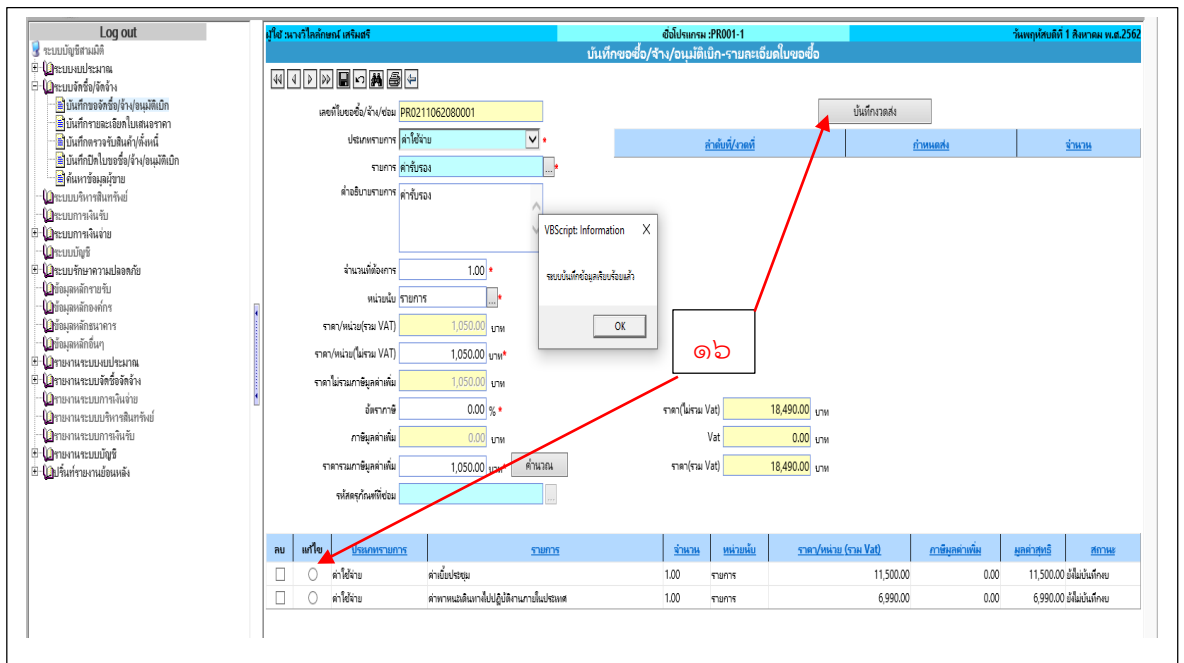 Log out
ระบบบัญชีสามมิติ
ระบบงบประมาณ
ระบบจัดซื้อ/จัดจ้าง
บันทึกขอจัดซื้อ/จ้าง/อนุมัติเบิก
บันทึกรายละเอียดใบเสนอราคา
บันทึกตรวจรับสินค้า/ตั้งหนี้
บันทึกปิดใบขอซื้อ/จ้าง/อนุมัติเบิก
ค้นหาข้อมูลผู้ขาย
ระบบบริหารสินทรัพย์
ระบบการเงินรับ
ระบบการเงินจ่าย
ระบบบัญชี
ระบบรักษาความปลอดภัย
ข้อมูลหลักรายรับ
ข้อมูลหลักองค์กร
ข้อมูลหลักธนาคาร
ข้อมูลหลักอื่นๆ
รายงานระบบงบประมาณ
รายงานระบบจัดซื้อจัดจ้าง
รายงานระบบการเงินจ่าย
รายงานระบบบริหารสินทรัพย์
รายงานระบบการเงินรับ
รายงานระบบบัญชี
ปริ้นท์รายงานย้อนหลัง
ผู้ใช้ :นางวิไลลักษณ์ เสริมสรี ชื่อโปรแกรม :PR001-1 วันพฤหัสบดีที่ 1 สิงหาคม พ.ศ.2562
บันทึกขอซื้อ/จ้าง/อนุมัติเบิก-รายละเอียดใบขอซื้อ
เลขที่ใบขอซื้อ/จ้าง/ซ่อม PR0211062080001 บันทึกงวดส่ง
ประเภทรายการ ค่าใช้จ่าย * ลำดับที่/งวดที่ กำหนดส่ง จำนวน
รายการ ค่ารับรอง ...*
คำอธิบายรายการ ค่ารับรอง
VBScript: Information X
ระบบบันทึกข้อมูลเรียบร้อยแล้ว
OK
จำนวนที่ต้องการ 1.00 *
หน่วยนับ รายการ ...*
ราคา/หน่วย(รวม VAT) 1,050.00 บาท
ราคา/หน่วย(ไม่รวม VAT) 1,050.00 บาท*
๑๖
ราคาไม่รวมภาษีมูลค่าเพิ่ม 1,050.00 บาท
อัตราภาษี 0.00 % * ราคา(ไม่รวม Vat) 18,490.00 บาท
ภาษีมูลค่าเพิ่ม 0.00 บาท Vat 0.00 บาท
ราคารวมภาษีมูลค่าเพิ่ม 1,050.00 บาท* คำนวณ ราคา(รวม Vat) 18,490.00 บาท
รหัสครุภัณฑ์ที่ซ่อม ...
ลบ แก้ไข ประเภทรายการ รายการ จำนวน หน่วยนับ ราคา/หน่วย (รวม Vat) ภาษีมูลค่าเพิ่ม มูลค่าสุทธิ สถานะ
ค่าใช้จ่าย ค่าเบี้ยประชุม 1.00 รายการ 11,500.00 0.00 11,500.00 ยังไม่บันทึกงบ
ค่าใช้จ่าย ค่าพาหนะเดินทางไปปฏิบัติงานภายในประเทศ 1.00 รายการ 6,990.00 0.00 6,990.00 ยังไม่บันทึกงบ